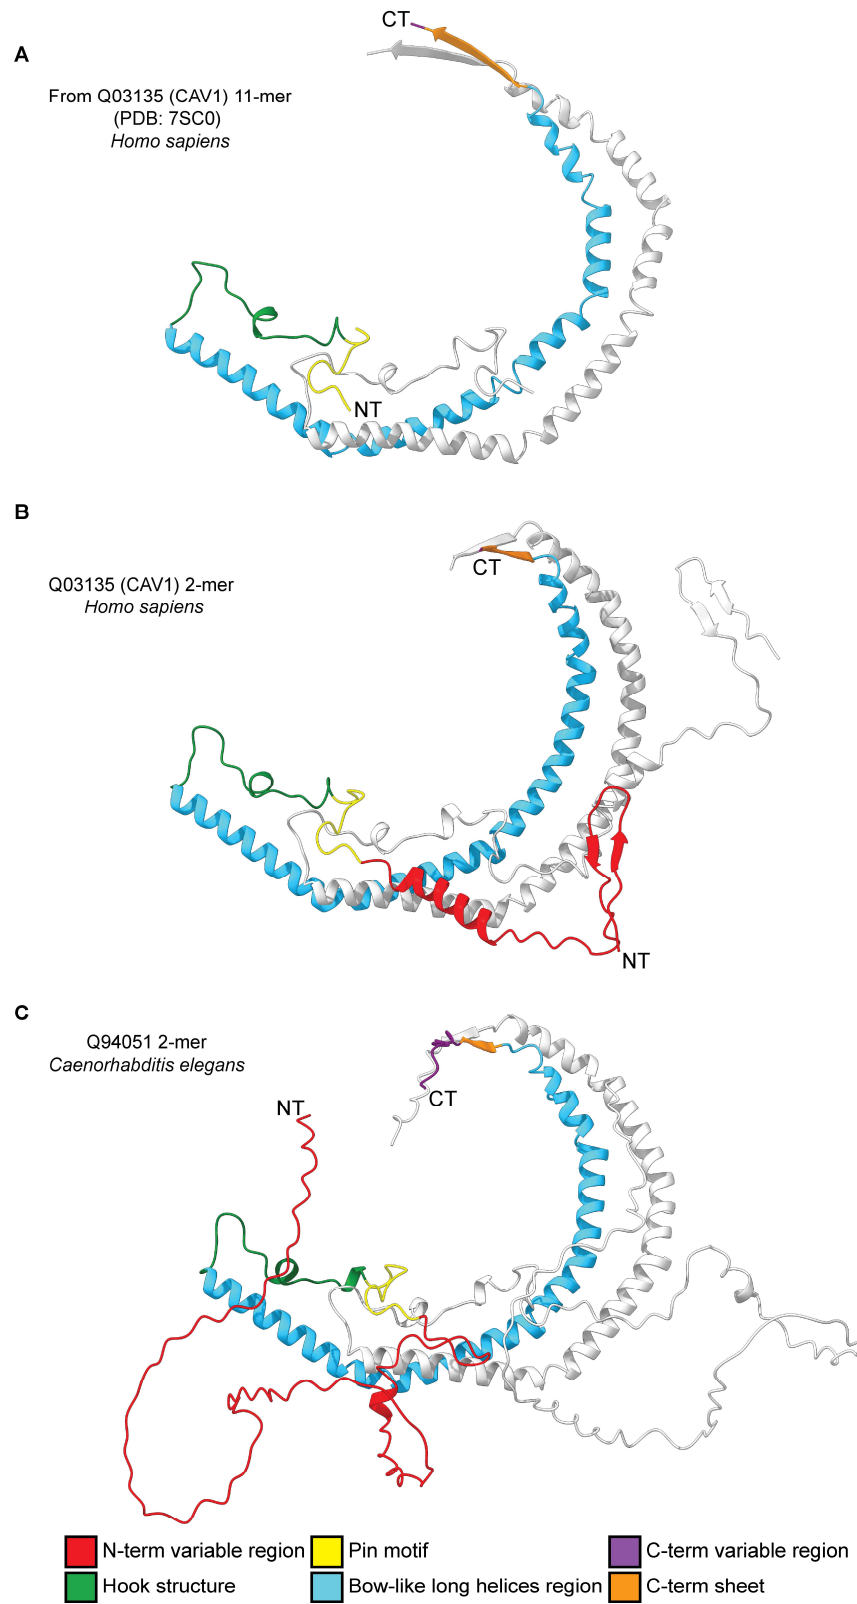 CT
A
From Q03135 (CAV1) 11-mer
(PDB: 7SC0)
Homo sapiens
NT
B
CT
Q03135 (CAV1) 2-mer
Homo sapiens
NT
C
Q94051 2-mer
Caenorhabditis elegans
CT
NT
N-term variable region
Pin motif
C-term variable region
Hook structure
Bow-like long helices region
C-term sheet